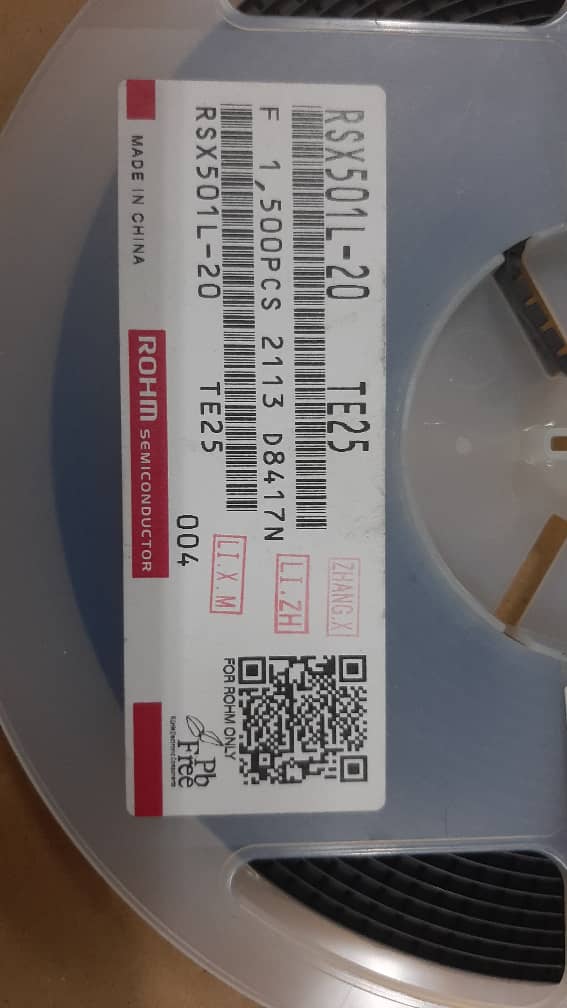 RSX501L-20 TE25
F 1,500PCS 2113 D8417N
RSX501L-20 TE25
004
ZHANG.X
LI.ZH
LI.X.M
FOR ROHM ONLY
Pb
Free
MADE IN CHINA
ROHM SEMICONDUCTOR